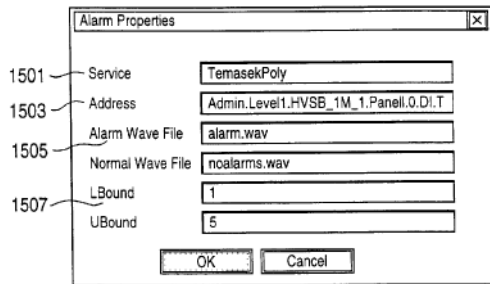 Alarm Properties
1501 Service TemasekPoly
1503 Address Admin.Level1.HVSB_1M_1.Panell.0.DI.T
Alarm Wave File alarm.wav
1505
Normal Wave File noalarms.wav
LBound 1
1507
UBound 5
OK Cancel